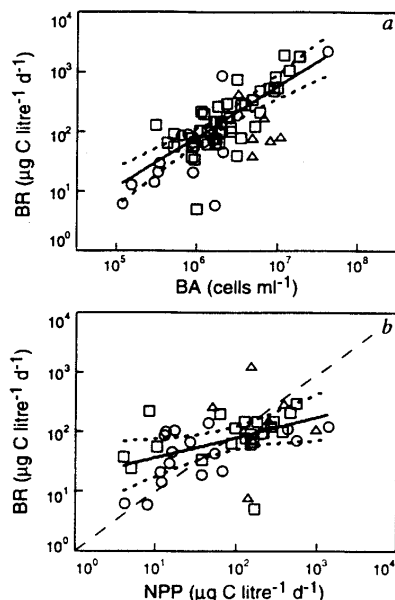 a
10⁴
10³
10²
10¹
10⁰
BR (µg C litre⁻¹ d⁻¹)
10⁵ 10⁶ 10⁷ 10⁸
BA (cells ml⁻¹)
b
10⁴
10³
10²
10¹
10⁰
BR (µg C litre⁻¹ d⁻¹)
10⁰ 10¹ 10² 10³ 10⁴
NPP (µg C litre⁻¹ d⁻¹)